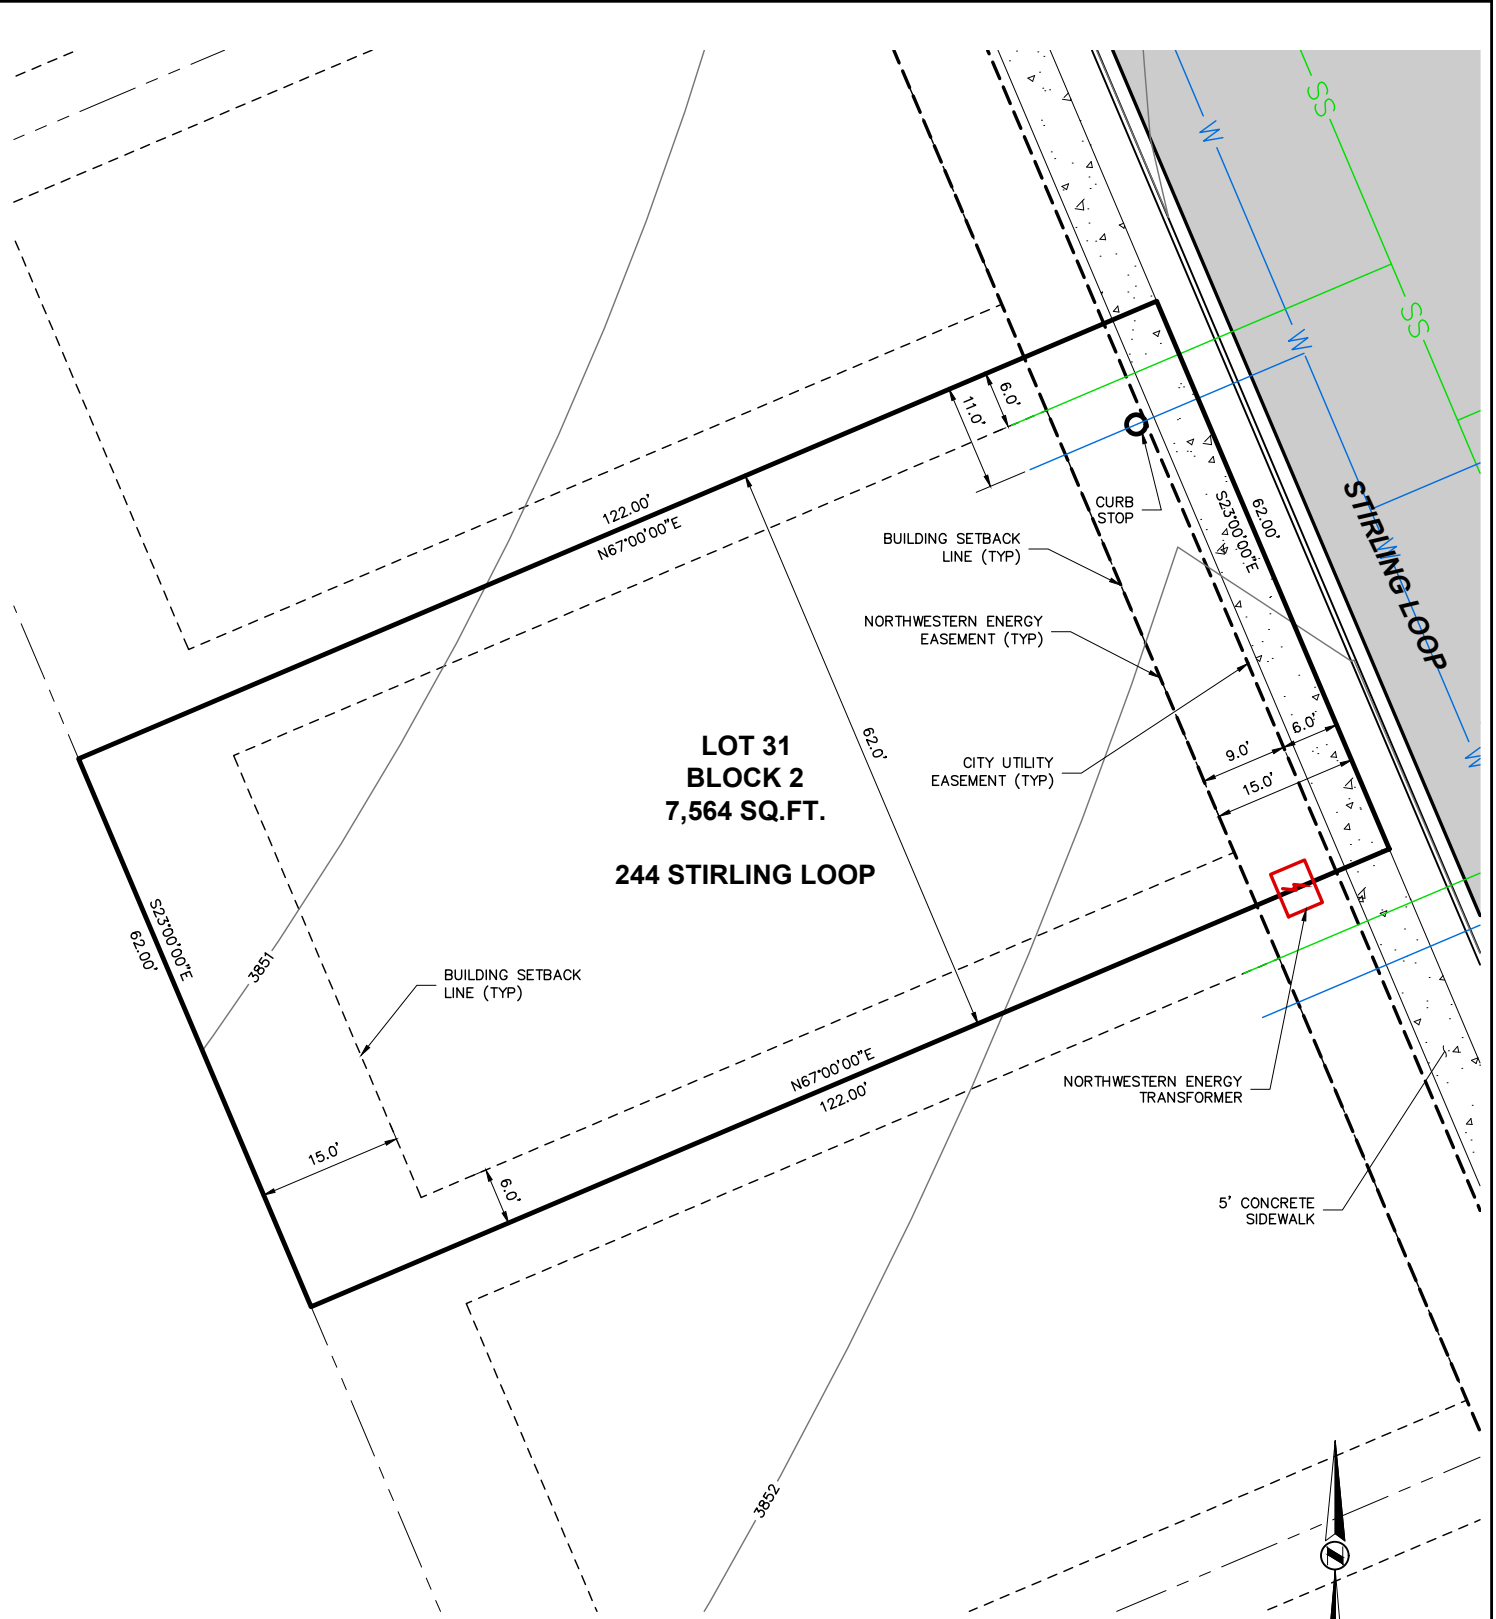 SS
W
SS
W
6.0'
11.0'
122.00'
N67°00'00"E
CURB
STOP
S23°00'00"E
62.00'
STIRLING LOOP
W
BUILDING SETBACK
LINE (TYP)
NORTHWESTERN ENERGY
EASEMENT (TYP)
CITY UTILITY
EASEMENT (TYP)
62.0'
6.0'
9.0'
15.0'
W
LOT 31
BLOCK 2
7,564 SQ.FT.
244 STIRLING LOOP
S23°00'00"E
62.00'
3851
BUILDING SETBACK
LINE (TYP)
N67°00'00"E
122.00'
NORTHWESTERN ENERGY
TRANSFORMER
15.0'
6.0'
5' CONCRETE
SIDEWALK
3852